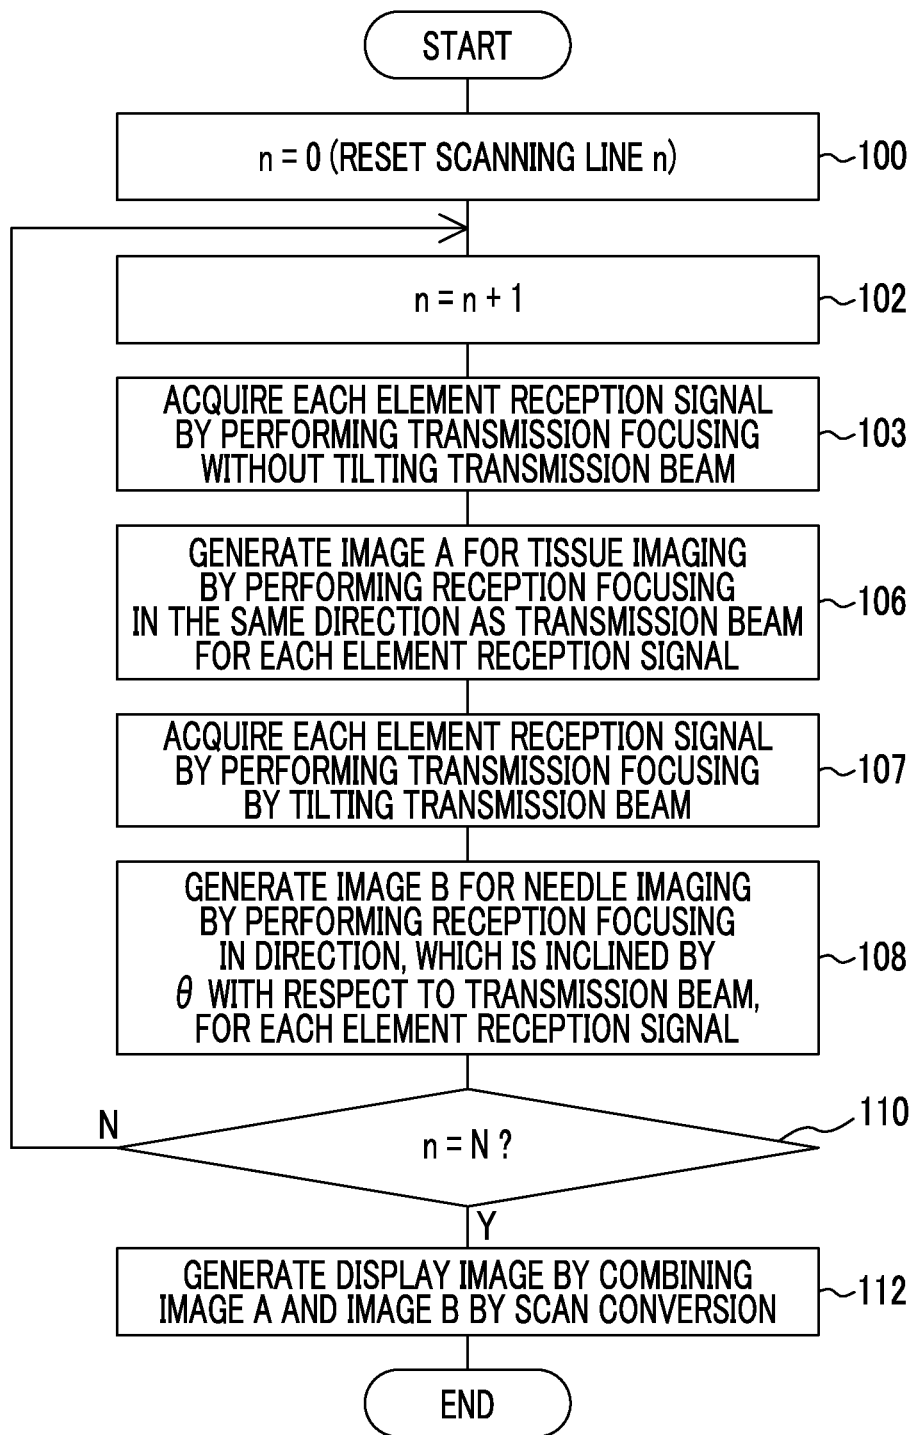 START
n = 0 (RESET SCANNING LINE n)
100
n = n + 1
102
ACQUIRE EACH ELEMENT RECEPTION SIGNAL
BY PERFORMING TRANSMISSION FOCUSING
WITHOUT TILTING TRANSMISSION BEAM
103
GENERATE IMAGE A FOR TISSUE IMAGING
BY PERFORMING RECEPTION FOCUSING
IN THE SAME DIRECTION AS TRANSMISSION BEAM
FOR EACH ELEMENT RECEPTION SIGNAL
106
ACQUIRE EACH ELEMENT RECEPTION SIGNAL
BY PERFORMING TRANSMISSION FOCUSING
BY TILTING TRANSMISSION BEAM
107
GENERATE IMAGE B FOR NEEDLE IMAGING
BY PERFORMING RECEPTION FOCUSING
IN DIRECTION, WHICH IS INCLINED BY
θ WITH RESPECT TO TRANSMISSION BEAM,
FOR EACH ELEMENT RECEPTION SIGNAL
108
N
n = N ?
110
Y
GENERATE DISPLAY IMAGE BY COMBINING
IMAGE A AND IMAGE B BY SCAN CONVERSION
112
END